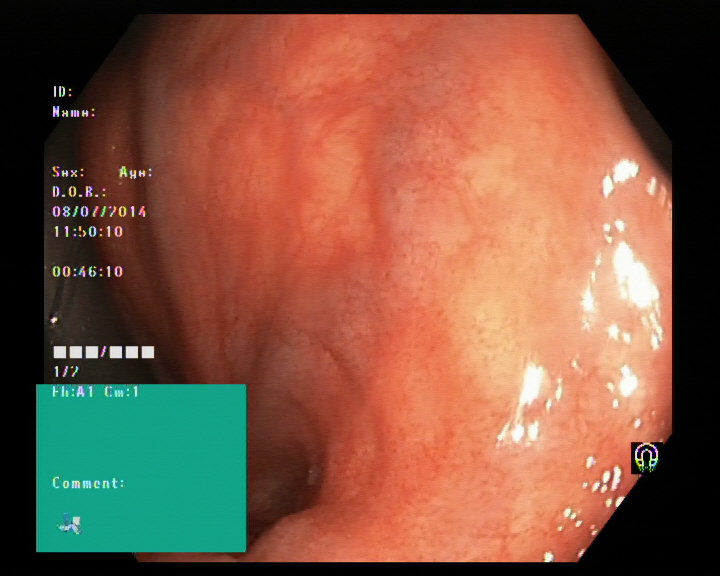 ID:
Name:
Sex: Age:
D.O.B.:
08/07/2014
11:50:10
00:46:10
■■■/■■■
1/2
Eh:A1 Cm:1
Comment: